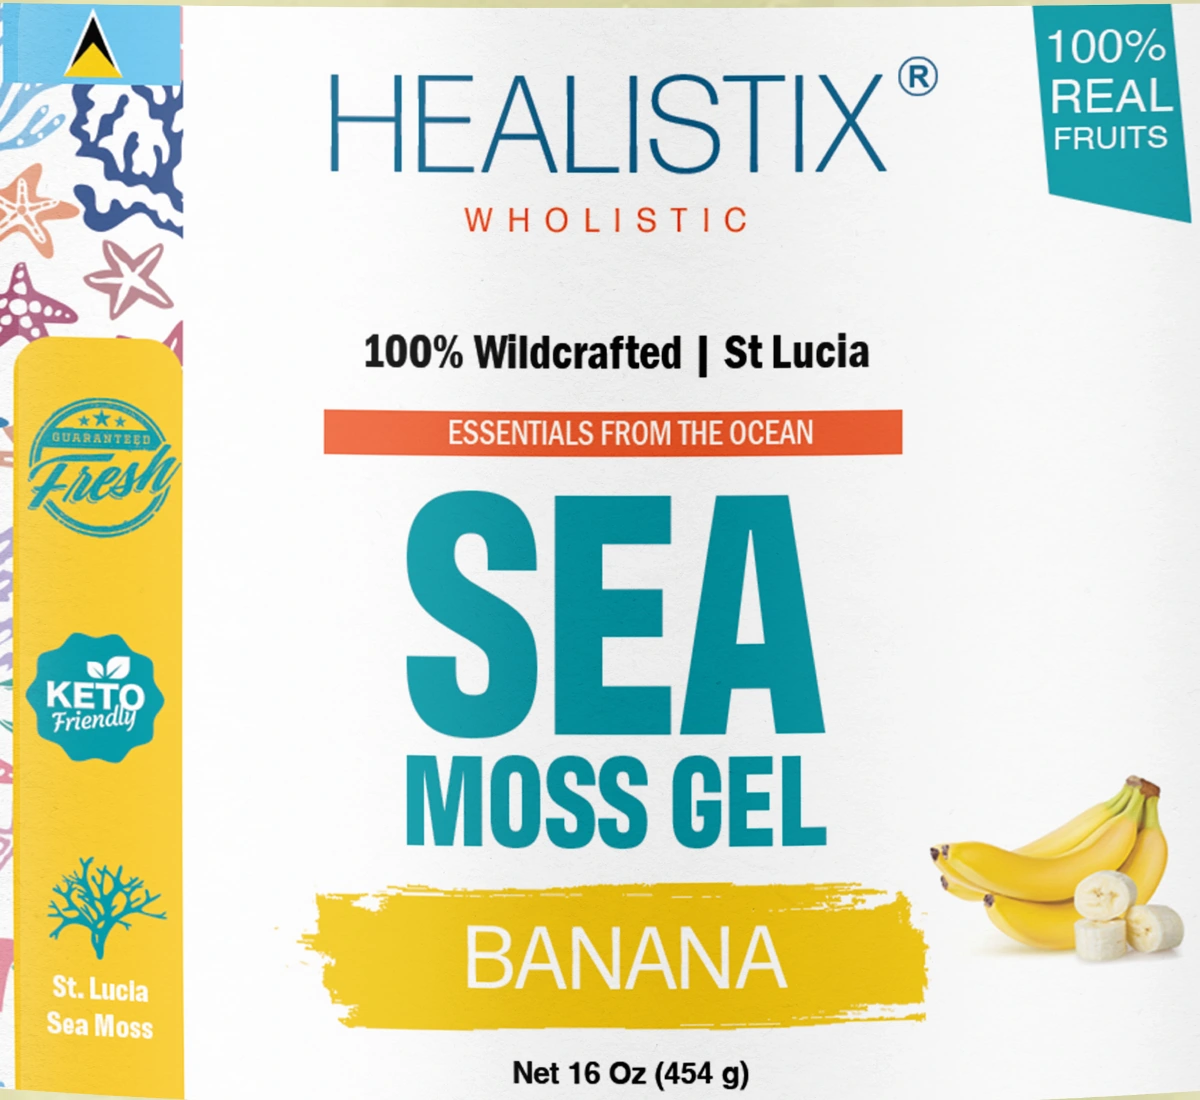 HEALISTIX®
WHOLISTIC
100%
REAL
FRUITS
100% Wildcrafted | St Lucia
ESSENTIALS FROM THE OCEAN
SEA
MOSS GEL
BANANA
Net 16 Oz (454 g)
GUARANTEED
Fresh
KETO
Friendly
St. Lucia
Sea Moss